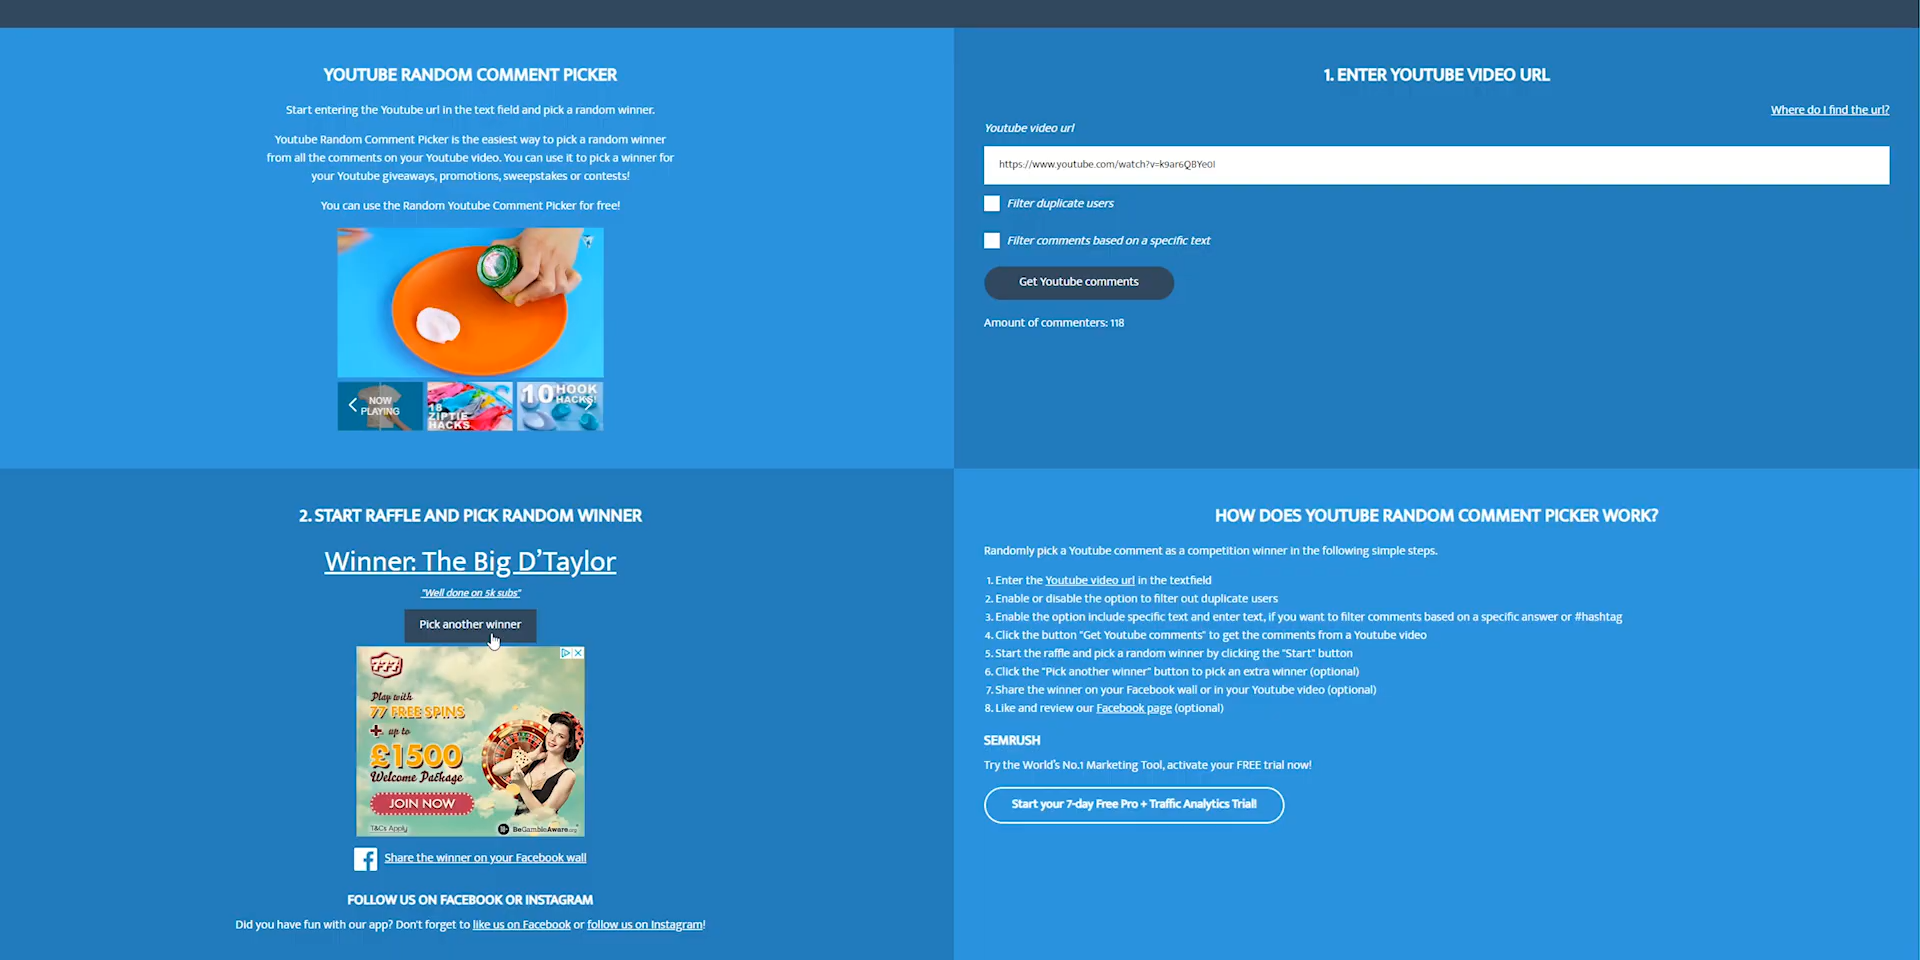 YOUTUBE RANDOM COMMENT PICKER
Start entering the Youtube url in the text field and pick a random winner.
Youtube Random Comment Picker is the easiest way to pick a random winner
from all the comments on your Youtube video. You can use it to pick a winner for
your Youtube giveaways, promotions, sweepstakes or contests!
You can use the Random Youtube Comment Picker for free!
NOW
PLAYING
18
ZIPTIE
HACKS
10 HOOK
HACKS!
1. ENTER YOUTUBE VIDEO URL
Where do I find the url?
Youtube video url
https://www.youtube.com/watch?v=k9ar6QBYe0I
Filter duplicate users
Filter comments based on a specific text
Get Youtube comments
Amount of commenters: 118
2. START RAFFLE AND PICK RANDOM WINNER
Winner: The Big D’Taylor
"Well done on 5k subs"
Pick another winner
777
Play with
77 FREE SPINS
+ up to
£1500
Welcome Package
JOIN NOW
T&Cs Apply
18+ BeGambleAware.org
Share the winner on your Facebook wall
FOLLOW US ON FACEBOOK OR INSTAGRAM
Did you have fun with our app? Don't forget to like us on Facebook or follow us on Instagram!
HOW DOES YOUTUBE RANDOM COMMENT PICKER WORK?
Randomly pick a Youtube comment as a competition winner in the following simple steps.
1. Enter the Youtube video url in the textfield
2. Enable or disable the option to filter out duplicate users
3. Enable the option include specific text and enter text, if you want to filter comments based on a specific answer or #hashtag
4. Click the button "Get Youtube comments" to get the comments from a Youtube video
5. Start the raffle and pick a random winner by clicking the "Start" button
6. Click the "Pick another winner" button to pick an extra winner (optional)
7. Share the winner on your Facebook wall or in your Youtube video (optional)
8. Like and review our Facebook page (optional)
SEMRUSH
Try the World's No.1 Marketing Tool, activate your FREE trial now!
Start your 7-day Free Pro + Traffic Analytics Trial!